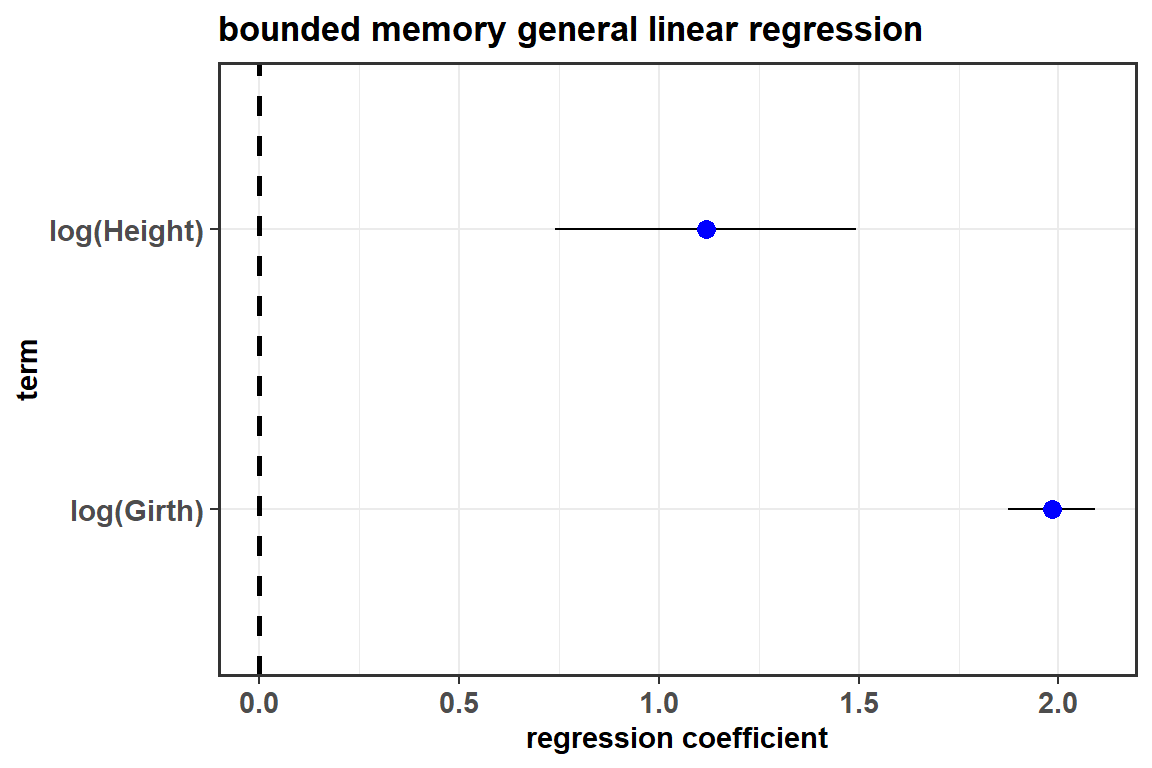 bounded memory general linear regression
term
log(Height)
log(Girth)
0.0 0.5 1.0 1.5 2.0
regression coefficient